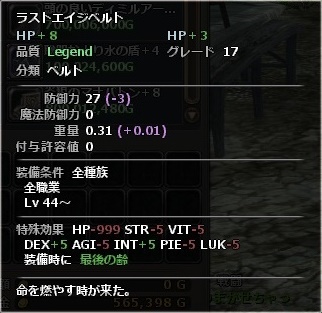 ラストエイジベルト
HP+8 HP+3
品質 Legend グレード 17
分類 ベルト
防御力 27 (-3)
魔法防御力 0
重量 0.31 (+0.01)
付与許容値 0
装備条件 全種族
全職業
Lv 44～
特殊効果 HP-999 STR-5 VIT-5
DEX+5 AGI-5 INT+5 PIE-5 LUK-5
装備時に 最後の齢
命を燃やす時が来た。
0 G
565,398 G